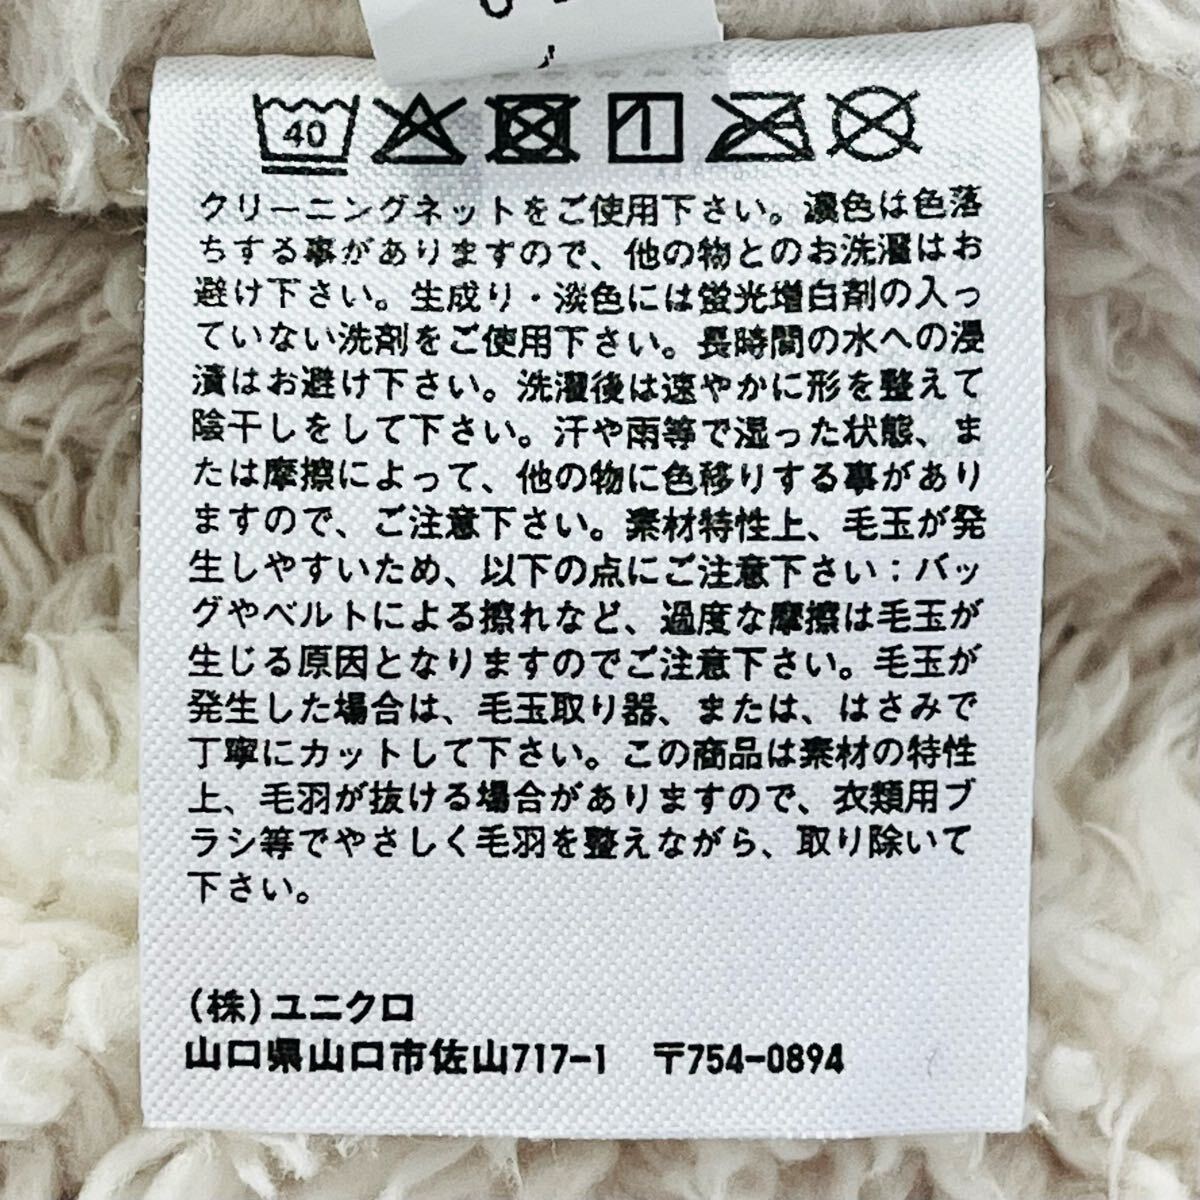 40
クリーニングネットをご使用下さい。濃色は色落
ちする事がありますので、他の物とのお洗濯はお
避け下さい。生成り・淡色には蛍光増白剤の入っ
ていない洗剤をご使用下さい。長時間の水への浸
漬はお避け下さい。洗濯後は速やかに形を整えて
陰干しをして下さい。汗や雨等で湿った状態、ま
たは摩擦によって、他の物に色移りする事があり
ますので、ご注意下さい。素材特性上、毛玉が発
生しやすいため、以下の点にご注意下さい：バッ
グやベルトによる擦れなど、過度な摩擦は毛玉が
生じる原因となりますのでご注意下さい。毛玉が
発生した場合は、毛玉取り器、または、はさみで
丁寧にカットして下さい。この商品は素材の特性
上、毛羽が抜ける場合がありますので、衣類用ブ
ラシ等でやさしく毛羽を整えながら、取り除いて
下さい。
(株)ユニクロ
山口県山口市佐山717-1 〒754-0894